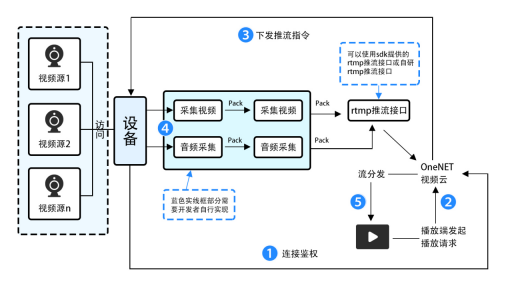 3 下发推流指令
可以使用sdk提供的
rtmp推流接口或自研
rtmp推流接口
视频源1
视频源2
视频源n
访问
设备
4
采集视频
Pack
采集视频
Pack
rtmp推流接口
音频采集
Pack
音频采集
Pack
蓝色实线框部分需
要开发者自行实现
OneNET
视频云
流分发
5
2
播放端发起
播放请求
1 连接鉴权